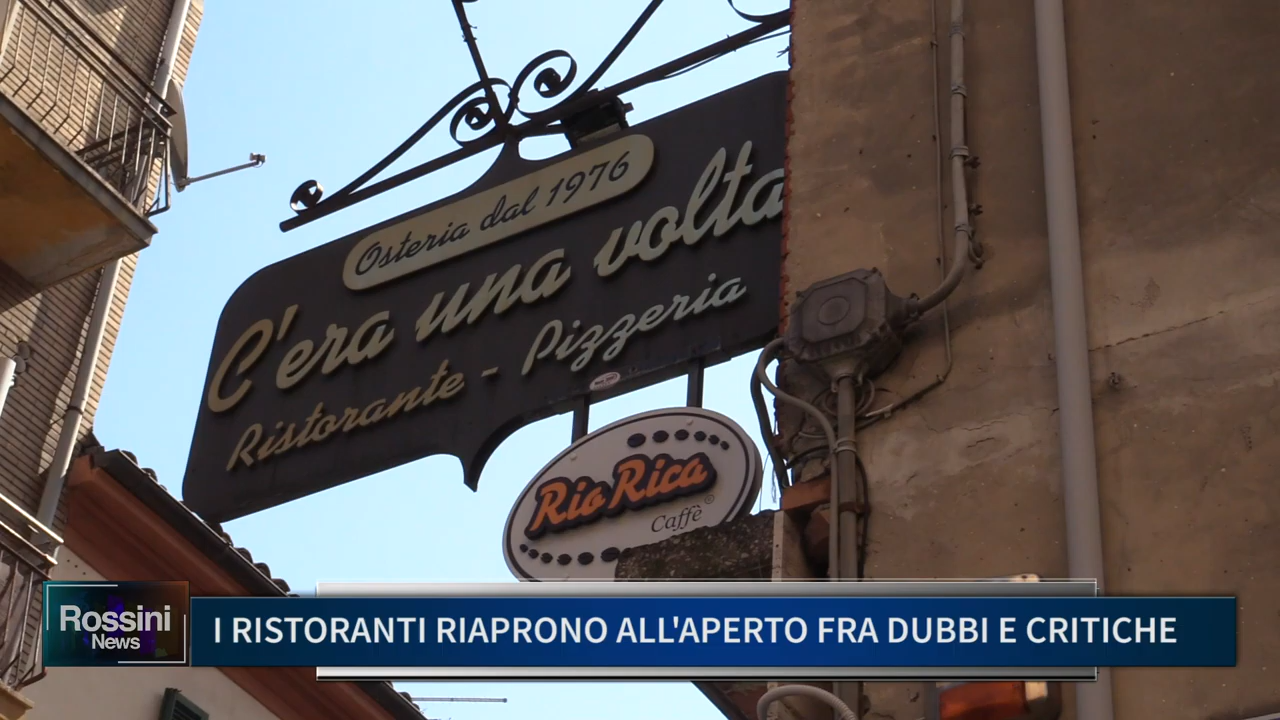 Osteria dal 1976
C'era una volta
Ristorante - Pizzeria
Rio Rica
®
Caffè
Rossini
News
I RISTORANTI RIAPRONO ALL'APERTO FRA DUBBI E CRITICHE